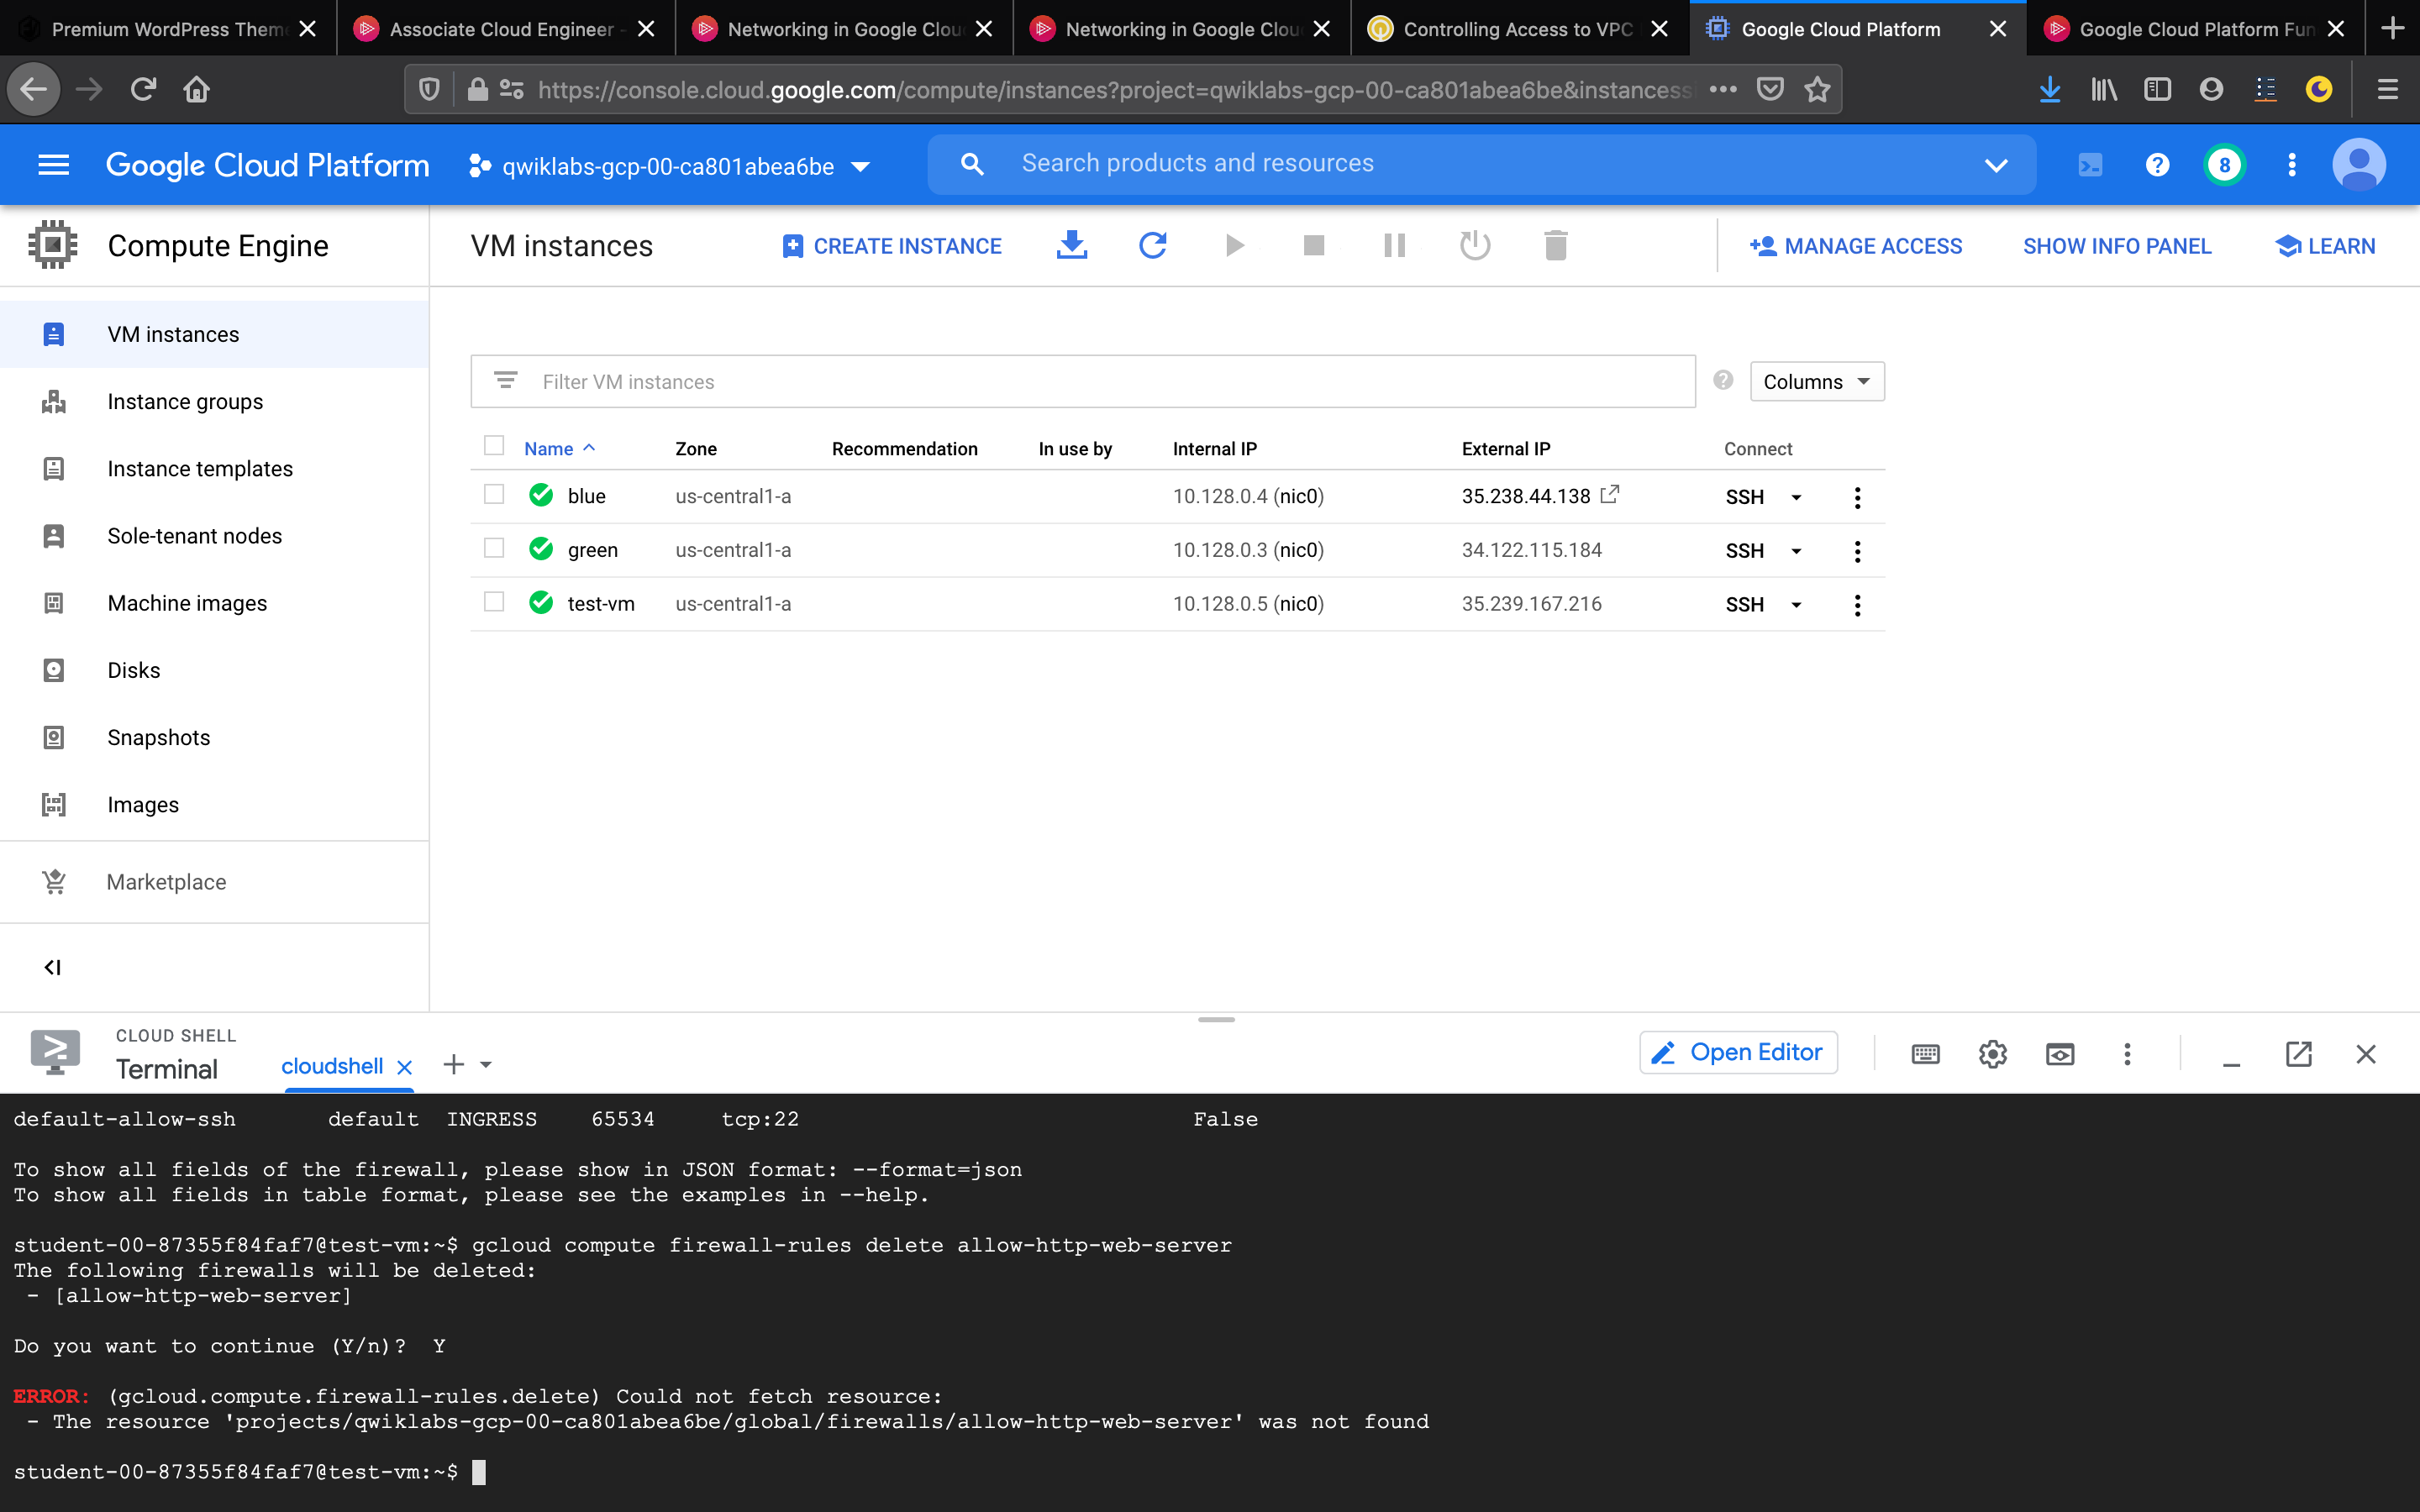 Premium WordPress Theme
Associate Cloud Engineer -
Networking in Google Clou
Networking in Google Clou
Controlling Access to VPC
Google Cloud Platform
Google Cloud Platform Fun
https://console.cloud.google.com/compute/instances?project=qwiklabs-gcp-00-ca801abea6be&instancess
Google Cloud Platform
qwiklabs-gcp-00-ca801abea6be
Search products and resources
8
Compute Engine
VM instances
CREATE INSTANCE
MANAGE ACCESS
SHOW INFO PANEL
LEARN
VM instances
Instance groups
Instance templates
Sole-tenant nodes
Machine images
Disks
Snapshots
Images
Marketplace
Filter VM instances
Columns
Name Zone Recommendation In use by Internal IP External IP Connect
blue us-central1-a 10.128.0.4 (nic0) 35.238.44.138 SSH
green us-central1-a 10.128.0.3 (nic0) 34.122.115.184 SSH
test-vm us-central1-a 10.128.0.5 (nic0) 35.239.167.216 SSH
CLOUD SHELL
Terminal
cloudshell
Open Editor
default-allow-ssh default INGRESS 65534 tcp:22 False
To show all fields of the firewall, please show in JSON format: --format=json
To show all fields in table format, please see the examples in --help.
student-00-87355f84faf7@test-vm:~$ gcloud compute firewall-rules delete allow-http-web-server
The following firewalls will be deleted:
- [allow-http-web-server]
Do you want to continue (Y/n)? Y
ERROR: (gcloud.compute.firewall-rules.delete) Could not fetch resource:
- The resource 'projects/qwiklabs-gcp-00-ca801abea6be/global/firewalls/allow-http-web-server' was not found
student-00-87355f84faf7@test-vm:~$